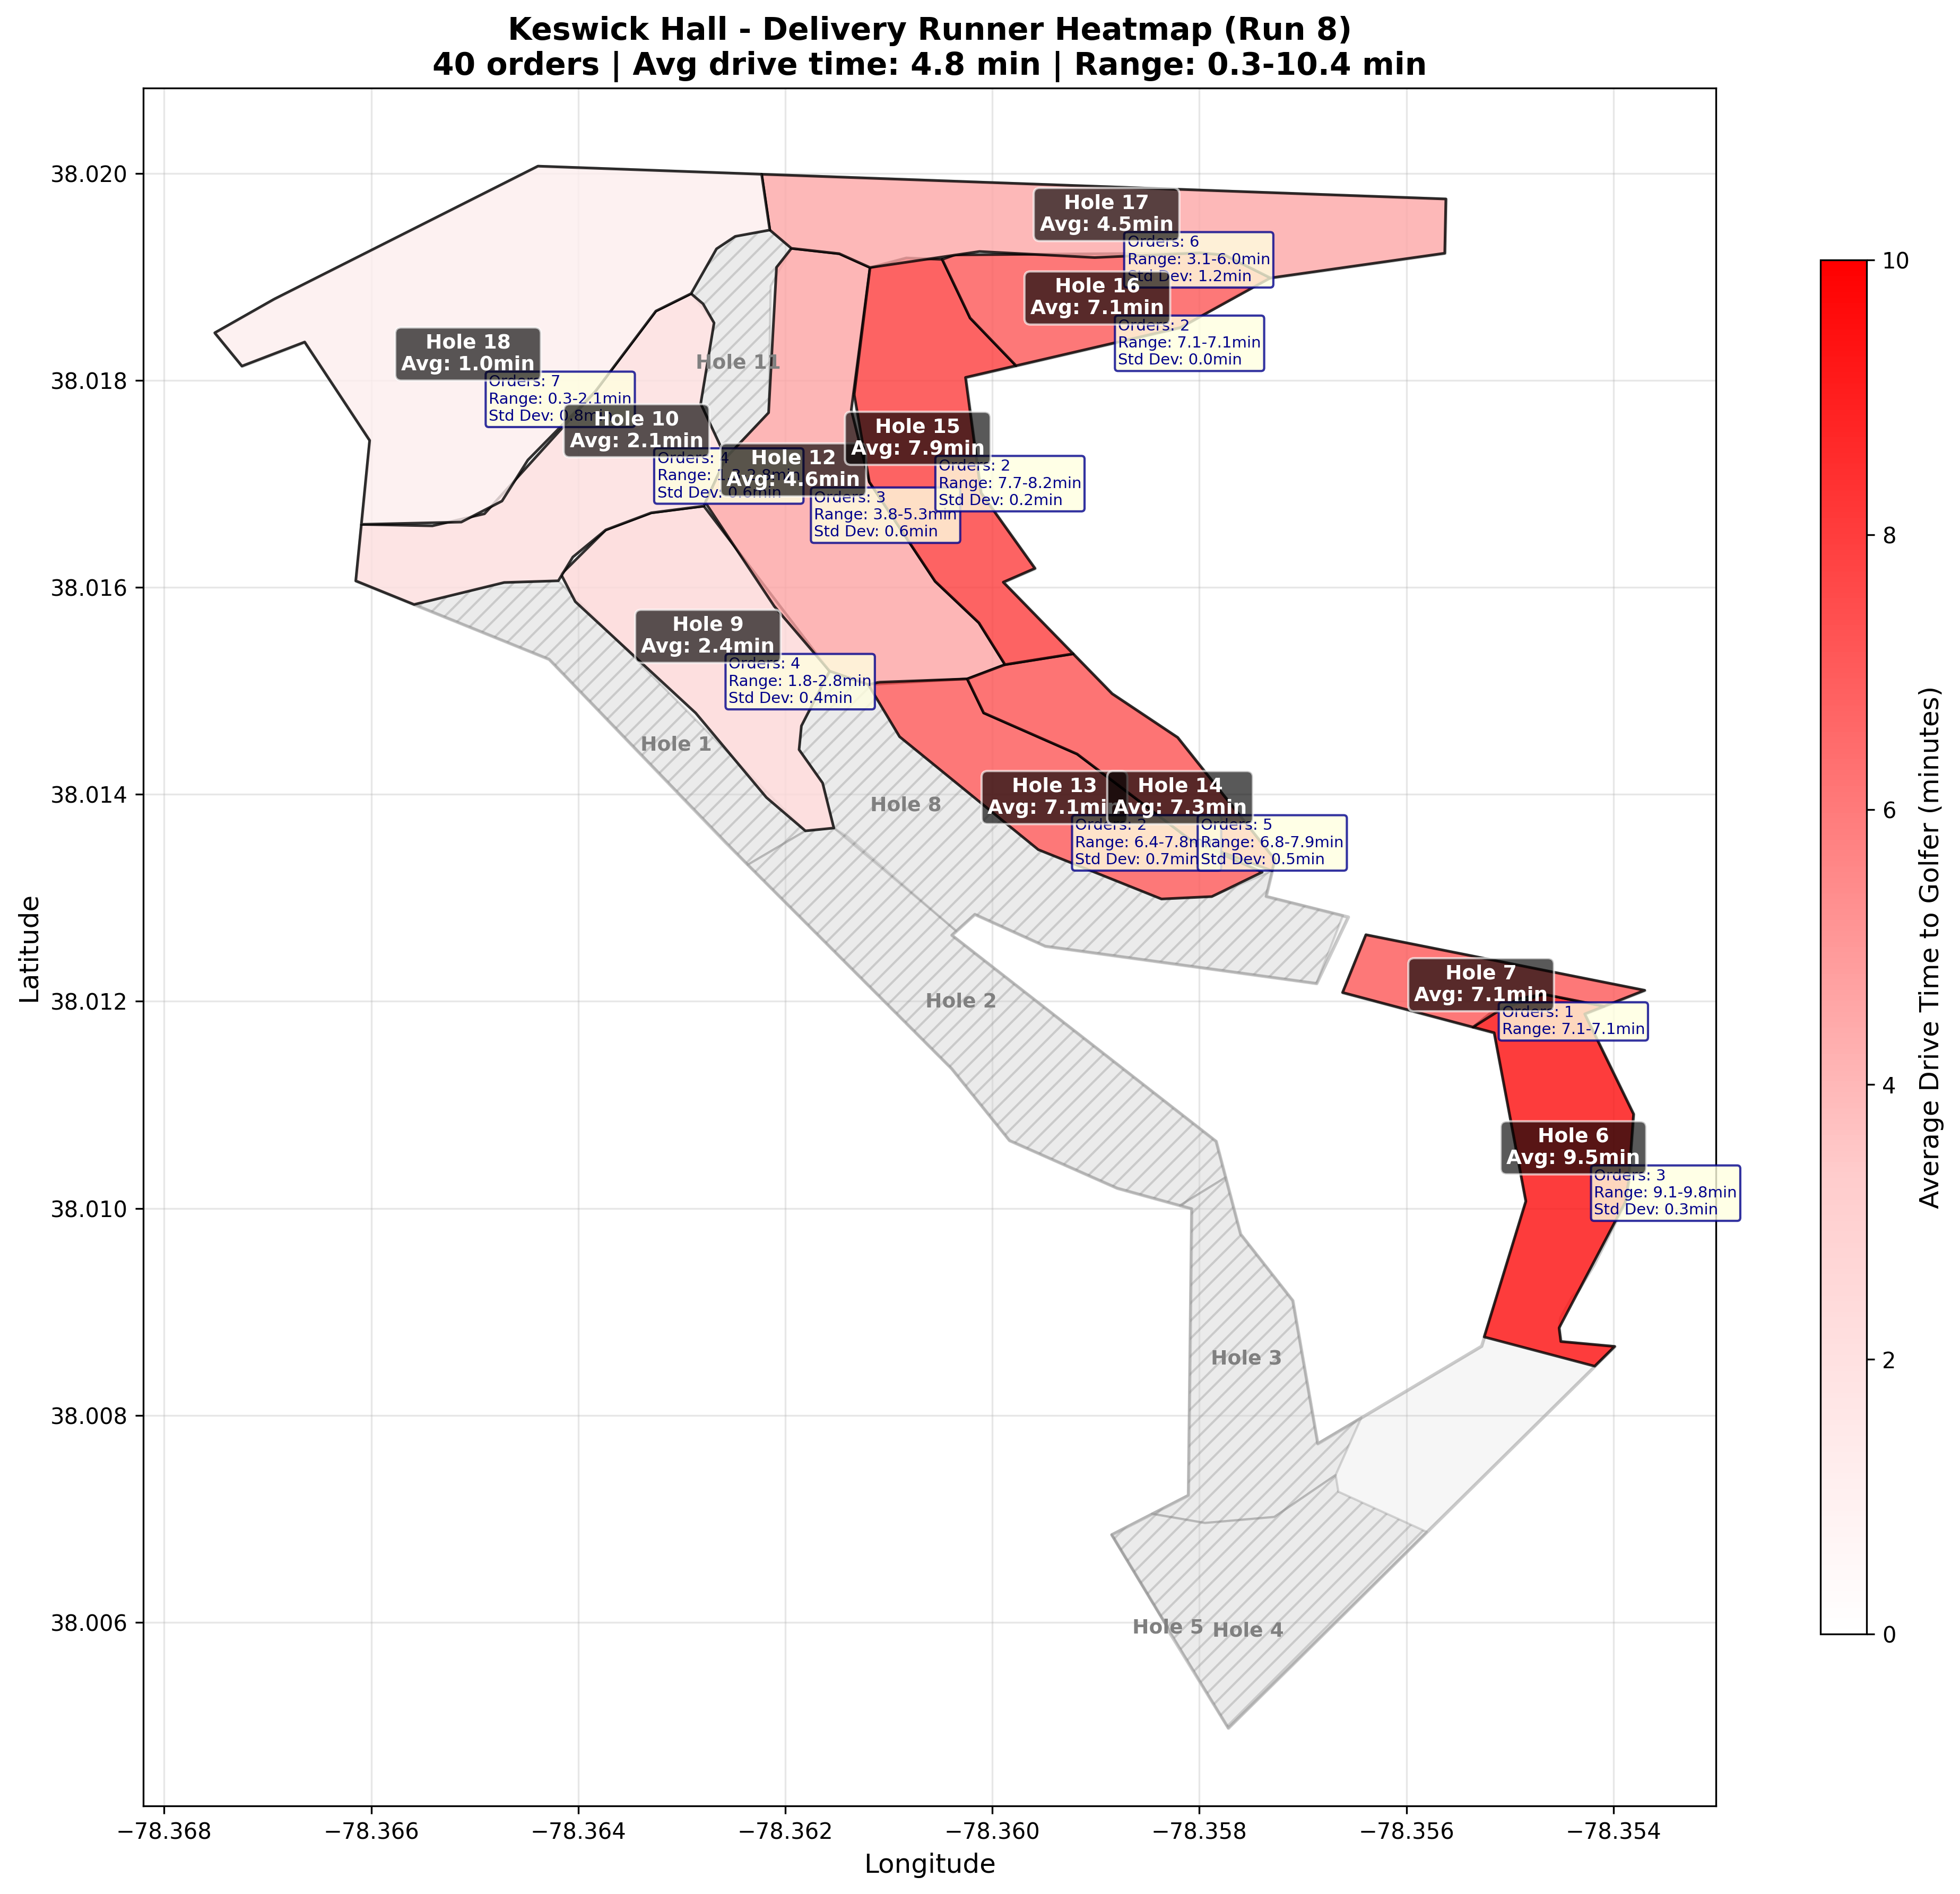 Keswick Hall - Delivery Runner Heatmap (Run 8)
40 orders | Avg drive time: 4.8 min | Range: 0.3-10.4 min
Latitude
38.020
38.018
38.016
38.014
38.012
38.010
38.008
38.006
Hole 17
Avg: 4.5min
Orders: 6
Range: 3.1-6.0min
Std Dev: 1.2min
Hole 16
Avg: 7.1min
Orders: 2
Range: 7.1-7.1min
Std Dev: 0.0min
Hole 18
Avg: 1.0min
Orders: 7
Range: 0.3-2.1min
Std Dev: 0.8min
Hole 11
Hole 10
Avg: 2.1min
Orders: 4
Range:
Std Dev: 0.6min
Hole 12
Avg: 4.6min
Orders: 3
Range: 3.8-5.3min
Std Dev: 0.6min
Hole 15
Avg: 7.9min
Orders: 2
Range: 7.7-8.2min
Std Dev: 0.2min
Hole 9
Avg: 2.4min
Orders: 4
Range: 1.8-2.8min
Std Dev: 0.4min
Hole 1
Hole 8
Hole 13
Avg: 7.1min
Orders: 2
Range: 6.4-7.8m
Std Dev: 0.7min
Hole 14
Avg: 7.3min
Orders: 5
Range: 6.8-7.9min
Std Dev: 0.5min
Hole 2
Hole 7
Avg: 7.1min
Orders: 1
Range: 7.1-7.1min
Hole 6
Avg: 9.5min
Orders: 3
Range: 9.1-9.8min
Std Dev: 0.3min
Hole 3
Hole 5
Hole 4
−78.368
−78.366
−78.364
−78.362
−78.360
−78.358
−78.356
−78.354
Longitude
10
8
6
4
2
0
Average Drive Time to Golfer (minutes)